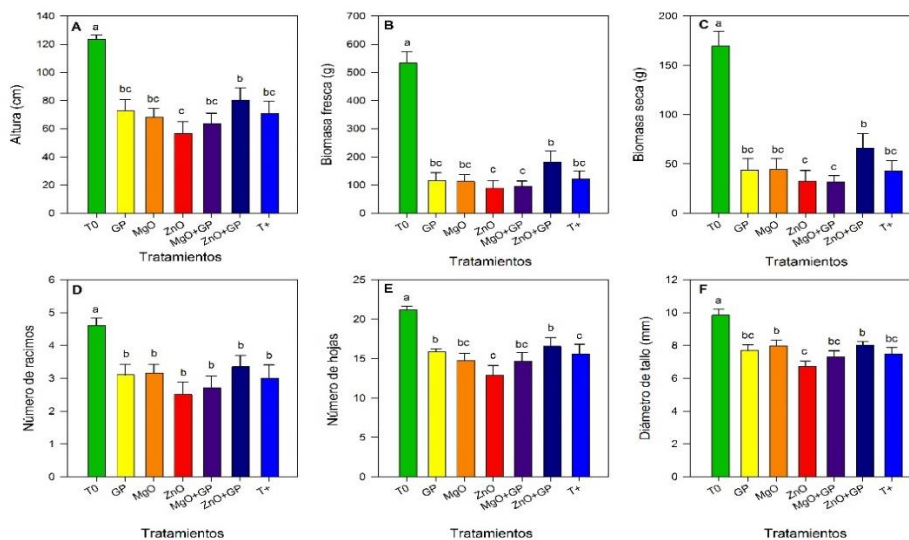 A
Altura (cm)
140
120
100
80
60
40
20
0
a
bc
bc
c
bc
b
bc
T0 GP MgO ZnO MgO+GP ZnO+GP T+
Tratamientos
B
Biomasa fresca (g)
700
600
500
400
300
200
100
0
a
bc
bc
c
c
b
bc
T0 GP MgO ZnO MgO+GP ZnO+GP T+
Tratamientos
C
Biomasa seca (g)
200
150
100
50
0
a
bc
bc
c
c
b
bc
T0 GP MgO ZnO MgO+GP ZnO+GP T+
Tratamientos
D
Número de racimos
6
5
4
3
2
1
0
a
b
b
b
b
b
b
T0 GP MgO ZnO MgO+GP ZnO+GP T+
Tratamientos
E
Número de hojas
25
20
15
10
5
0
a
b
bc
c
bc
b
c
T0 GP MgO ZnO MgO+GP ZnO+GP T+
Tratamientos
F
Diámetro de tallo (mm)
12
10
8
6
4
2
0
a
bc
b
c
bc
b
bc
T0 GP MgO ZnO MgO+GP ZnO+GP T+
Tratamientos